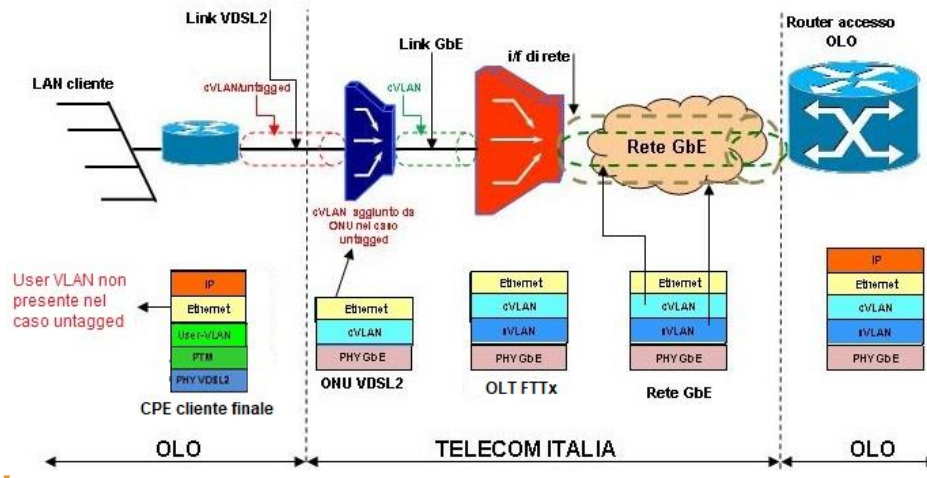 Link VDSL2
Router accesso
OLO
Link GbE
i/f di rete
LAN cliente
cVLAN/untagged
cVLAN
Rete GbE
cVLAN aggiunto da
ONU nel caso
untagged
User VLAN non
presente nel
caso untagged
IP
Ethernet
User-VLAN
PTM
PHY VDSL2
CPE cliente finale
Ethernet
cVLAN
PHY GbE
ONU VDSL2
Ethernet
cVLAN
sVLAN
PHY GbE
OLT FTTx
Ethernet
cVLAN
sVLAN
PHY GbE
Rete GbE
IP
Ethernet
cVLAN
sVLAN
PHY GbE
OLO
TELECOM ITALIA
OLO